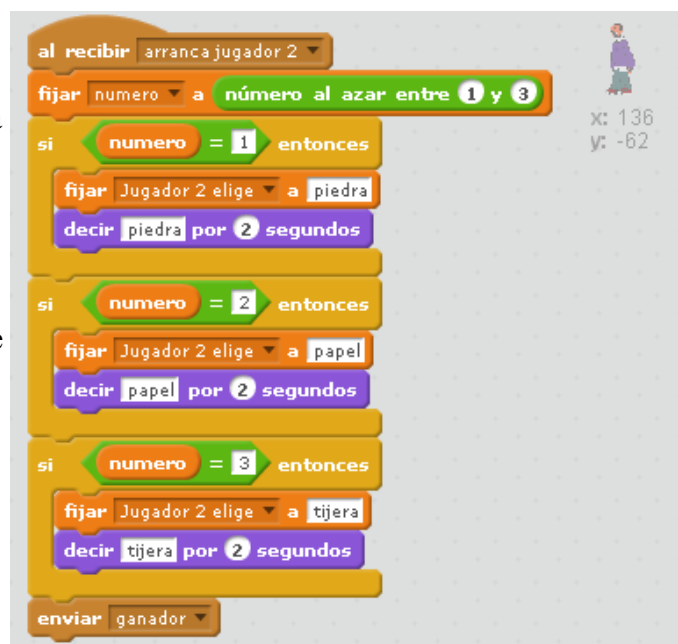 al recibir arranca jugador 2
fijar numero a número al azar entre 1 y 3
x: 136
y: -62
si numero = 1 entonces
fijar Jugador 2 elige a piedra
decir piedra por 2 segundos
si numero = 2 entonces
fijar Jugador 2 elige a papel
decir papel por 2 segundos
si numero = 3 entonces
fijar Jugador 2 elige a tijera
decir tijera por 2 segundos
enviar ganador